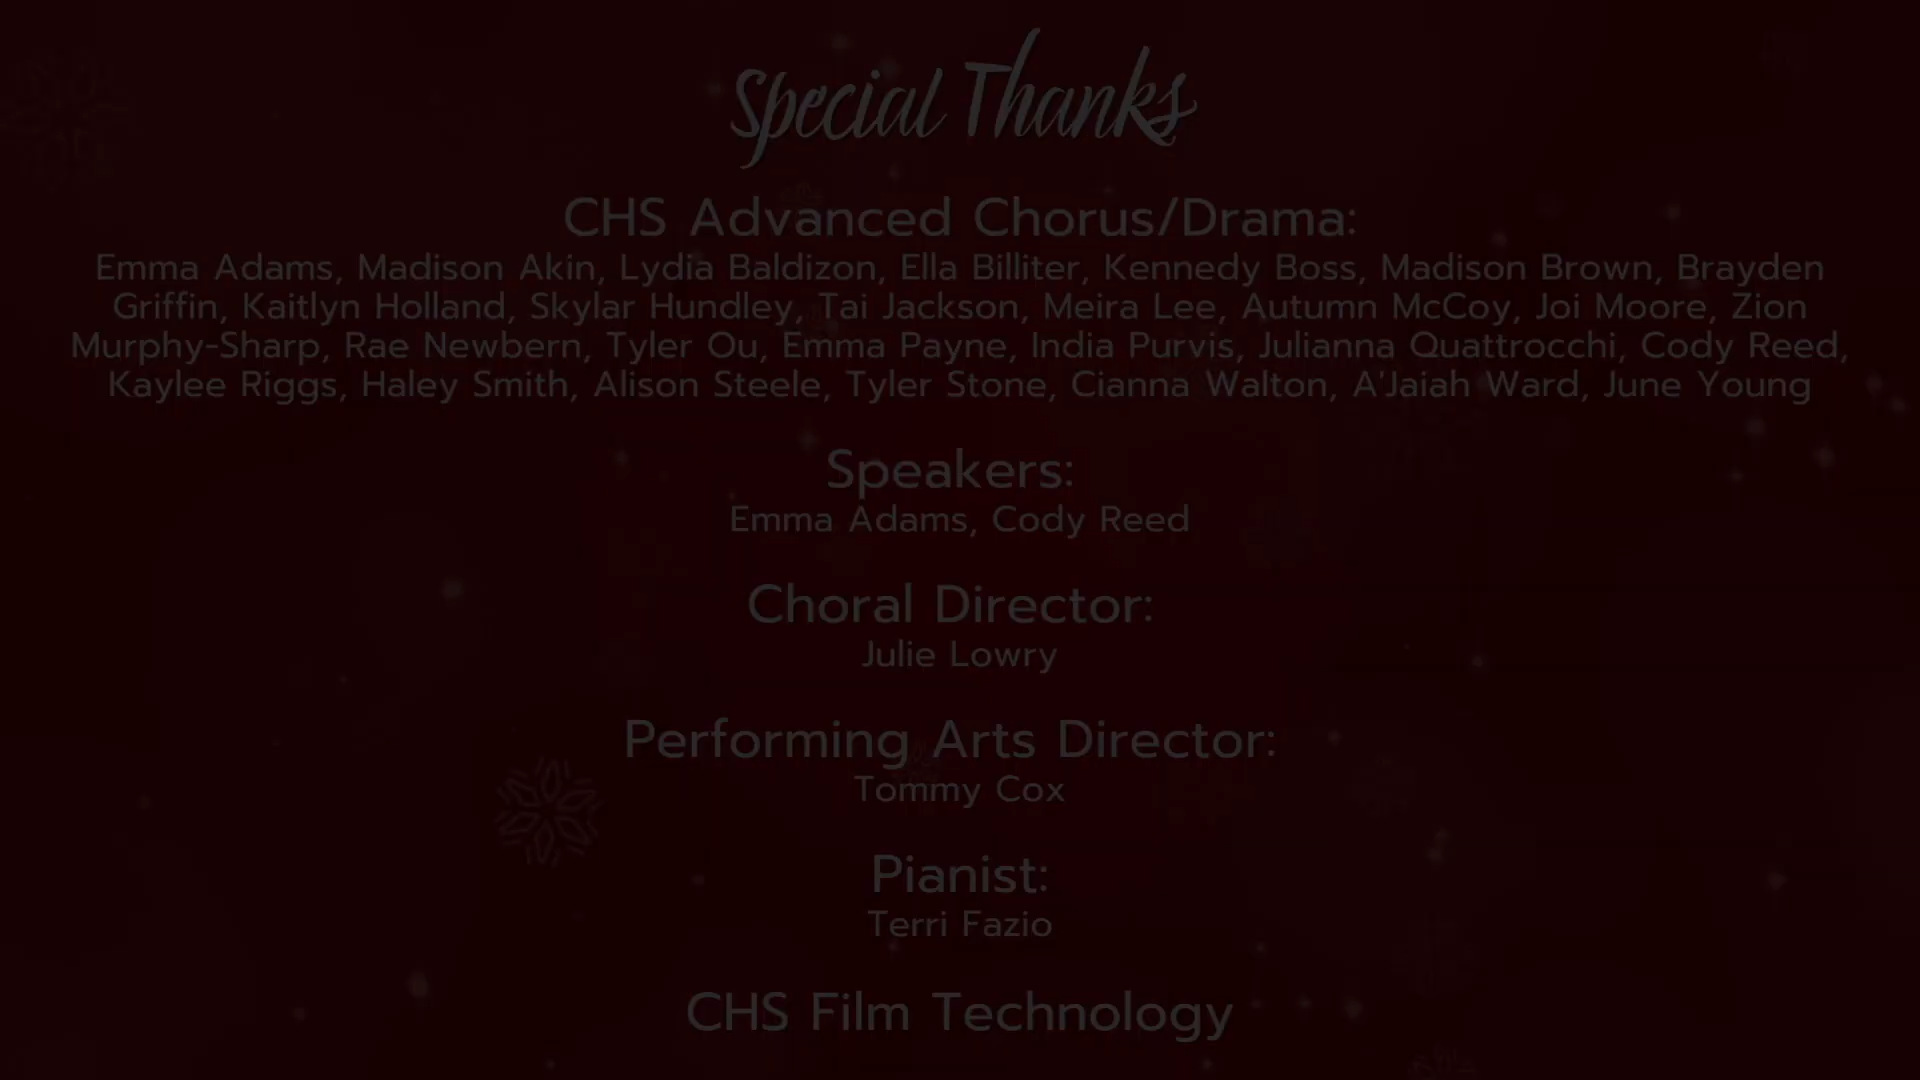 Special Thanks
CHS Advanced Chorus/Drama:
Emma Adams, Madison Akin, Lydia Baldizon, Ella Billiter, Kennedy Boss, Madison Brown, Brayden
Griffin, Kaitlyn Holland, Skylar Hundley, Tai Jackson, Meira Lee, Autumn McCoy, Joi Moore, Zion
Murphy-Sharp, Rae Newbern, Tyler Ou, Emma Payne, India Purvis, Julianna Quattrocchi, Cody Reed,
Kaylee Riggs, Haley Smith, Alison Steele, Tyler Stone, Cianna Walton, A'Jaiah Ward, June Young
Speakers:
Emma Adams, Cody Reed
Choral Director:
Julie Lowry
Performing Arts Director:
Tommy Cox
Pianist:
Terri Fazio
CHS Film Technology